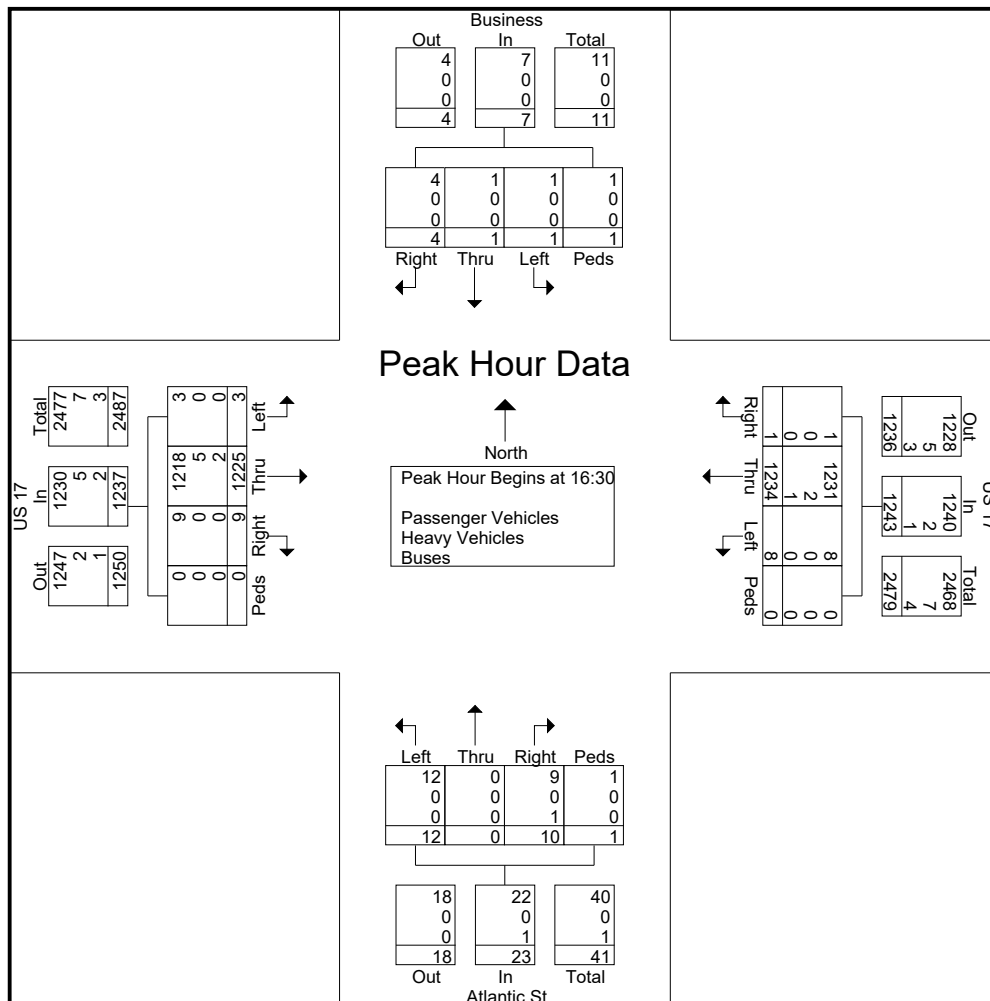 Business
Out In Total
4 7 11
0 0 0
0 0 0
4 7 11
4 1 1 1
0 0 0 0
0 0 0 0
4 1 1 1
Right Thru Left Peds
Peak Hour Data
North
Peak Hour Begins at 16:30
Passenger Vehicles
Heavy Vehicles
Buses
US 17
Out In Total
1247 1230 2477
2 5 7
1 2 3
1250 1237 2487
Peds Right Thru Left
0 9 1218 3
0 0 5 0
0 0 2 0
0 9 1225 3
US 17
Out In Total
1228 1240 2468
5 2 7
3 1 4
1236 1243 2479
Right Thru Left Peds
1 1231 8 0
0 2 0 0
0 1 0 0
1 1234 8 0
Left Thru Right Peds
12 0 9 1
0 0 0 0
0 0 1 0
12 0 10 1
18 22 40
0 0 0
0 1 1
18 23 41
Out In Total
Atlantic St